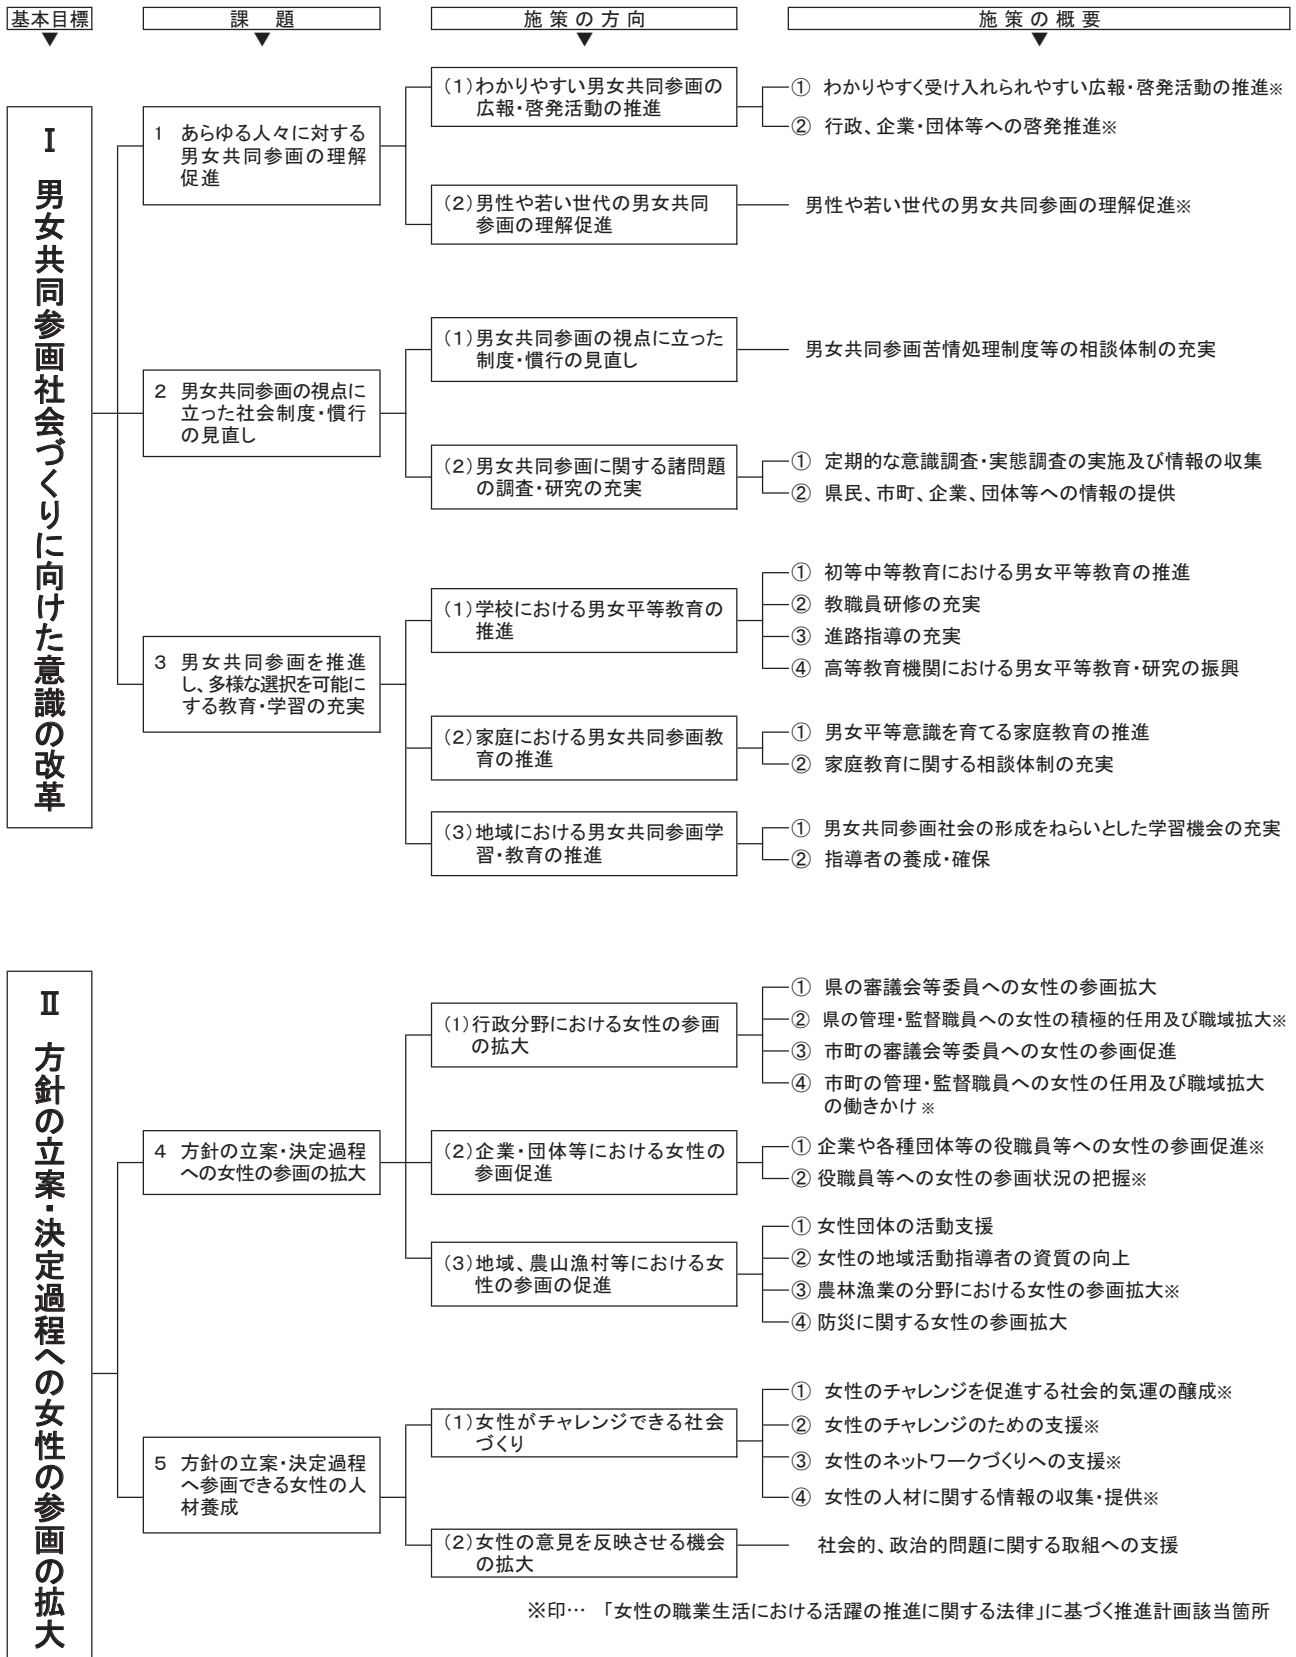 基本目標
課題
施策の方向
施策の概要
▼
▼
▼
▼
Ⅰ 男女共同参画社会づくりに向けた意識の改革
1 あらゆる人々に対する
男女共同参画の理解
促進
(1)わかりやすい男女共同参画の
広報・啓発活動の推進
① わかりやすく受け入れられやすい広報・啓発活動の推進※
② 行政、企業・団体等への啓発推進※
(2)男性や若い世代の男女共同
参画の理解促進
男性や若い世代の男女共同参画の理解促進※
2 男女共同参画の視点に
立った社会制度・慣行
の見直し
(1)男女共同参画の視点に立った
制度・慣行の見直し
男女共同参画苦情処理制度等の相談体制の充実
(2)男女共同参画に関する諸問題
の調査・研究の充実
① 定期的な意識調査・実態調査の実施及び情報の収集
② 県民、市町、企業、団体等への情報の提供
3 男女共同参画を推進
し、多様な選択を可能に
する教育・学習の充実
(1)学校における男女平等教育の
推進
① 初等中等教育における男女平等教育の推進
② 教職員研修の充実
③ 進路指導の充実
④ 高等教育機関における男女平等教育・研究の振興
(2)家庭における男女共同参画教
育の推進
① 男女平等意識を育てる家庭教育の推進
② 家庭教育に関する相談体制の充実
(3)地域における男女共同参画学
習・教育の推進
① 男女共同参画社会の形成をねらいとした学習機会の充実
② 指導者の養成・確保
Ⅱ 方針の立案・決定過程への女性の参画の拡大
4 方針の立案・決定過程
への女性の参画の拡大
(1)行政分野における女性の参画
の拡大
① 県の審議会等委員への女性の参画拡大
② 県の管理・監督職員への女性の積極的任用及び職域拡大※
③ 市町の審議会等委員への女性の参画促進
④ 市町の管理・監督職員への女性の任用及び職域拡大
の働きかけ※
(2)企業・団体等における女性の
参画促進
① 企業や各種団体等の役職員等への女性の参画促進※
② 役職員等への女性の参画状況の把握※
(3)地域、農山漁村等における女
性の参画の促進
① 女性団体の活動支援
② 女性の地域活動指導者の資質の向上
③ 農林漁業の分野における女性の参画拡大※
④ 防災に関する女性の参画拡大
5 方針の立案・決定過程
へ参画できる女性の人
材養成
(1)女性がチャレンジできる社会
づくり
① 女性のチャレンジを促進する社会的気運の醸成※
② 女性のチャレンジのための支援※
③ 女性のネットワークづくりへの支援※
④ 女性の人材に関する情報の収集・提供※
(2)女性の意見を反映させる機会
の拡大
社会的、政治的問題に関する取組への支援
※印… 「女性の職業生活における活躍の推進に関する法律」に基づく推進計画該当箇所